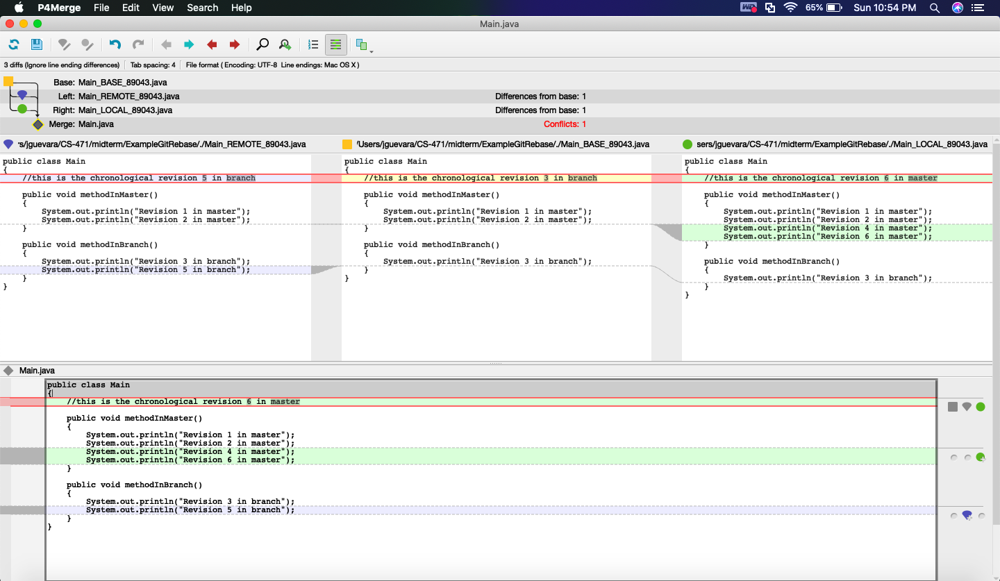 P4Merge File Edit View Search Help 65% Sun 10:54 PM
Main.java
3 diffs (Ignore line ending differences) Tab spacing: 4 File format ( Encoding: UTF-8 Line endings: Mac OS X )
Base: Main_BASE_89043.java
Left: Main_REMOTE_89043.java Differences from base: 1
Right: Main_LOCAL_89043.java Differences from base: 1
Merge: Main.java Conflicts: 1
's/jguevara/CS-471/midterm/ExampleGitRebase/./Main_REMOTE_89043.java
public class Main
{
//this is the chronological revision 5 in branch
public void methodInMaster()
{
System.out.println("Revision 1 in master");
System.out.println("Revision 2 in master");
}
public void methodInBranch()
{
System.out.println("Revision 3 in branch");
System.out.println("Revision 5 in branch");
}
}
'Users/jguevara/CS-471/midterm/ExampleGitRebase/./Main_BASE_89043.java
public class Main
{
//this is the chronological revision 3 in branch
public void methodInMaster()
{
System.out.println("Revision 1 in master");
System.out.println("Revision 2 in master");
}
public void methodInBranch()
{
System.out.println("Revision 3 in branch");
}
}
sers/jguevara/CS-471/midterm/ExampleGitRebase/./Main_LOCAL_89043.java
public class Main
{
//this is the chronological revision 6 in master
public void methodInMaster()
{
System.out.println("Revision 1 in master");
System.out.println("Revision 2 in master");
System.out.println("Revision 4 in master");
System.out.println("Revision 6 in master");
}
public void methodInBranch()
{
System.out.println("Revision 3 in branch");
}
}
Main.java
public class Main
{
//this is the chronological revision 6 in master
public void methodInMaster()
{
System.out.println("Revision 1 in master");
System.out.println("Revision 2 in master");
System.out.println("Revision 4 in master");
System.out.println("Revision 6 in master");
}
public void methodInBranch()
{
System.out.println("Revision 3 in branch");
System.out.println("Revision 5 in branch");
}
}